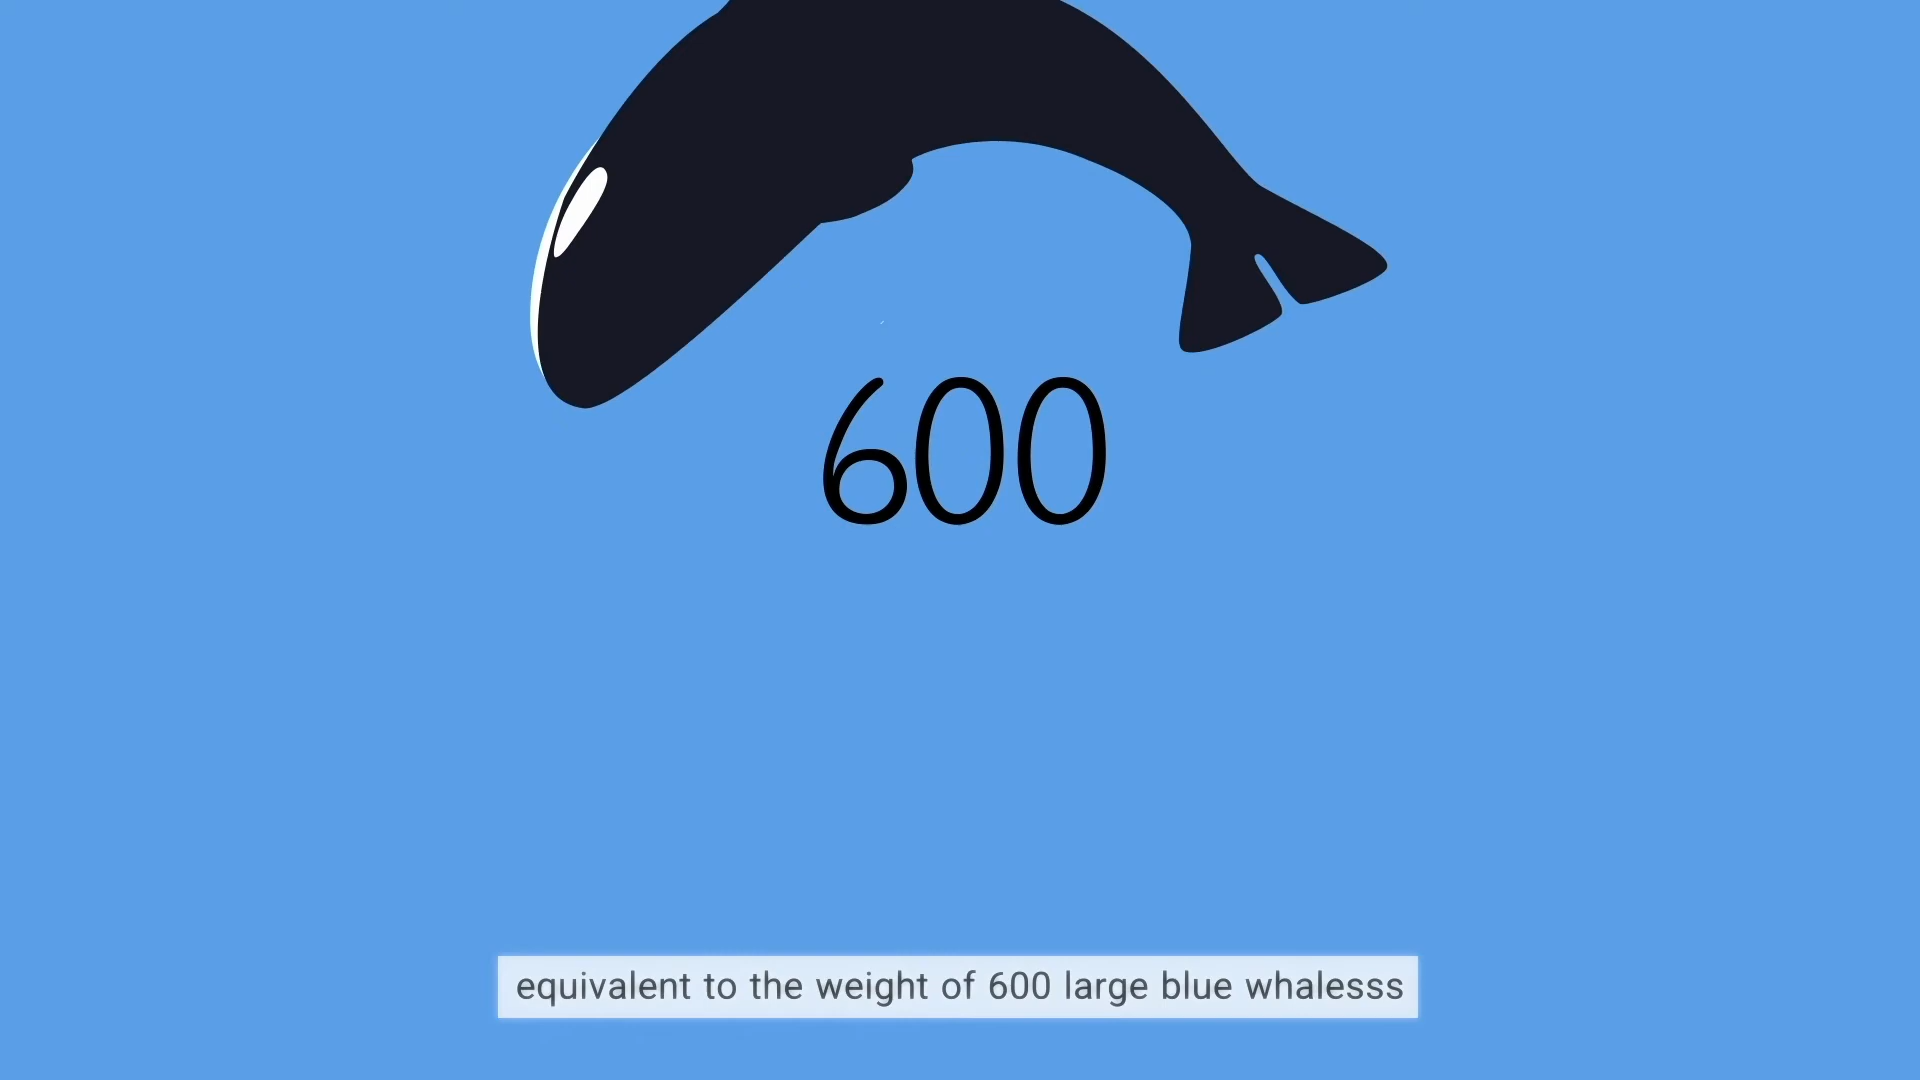 600
equivalent to the weight of 600 large blue whalesss